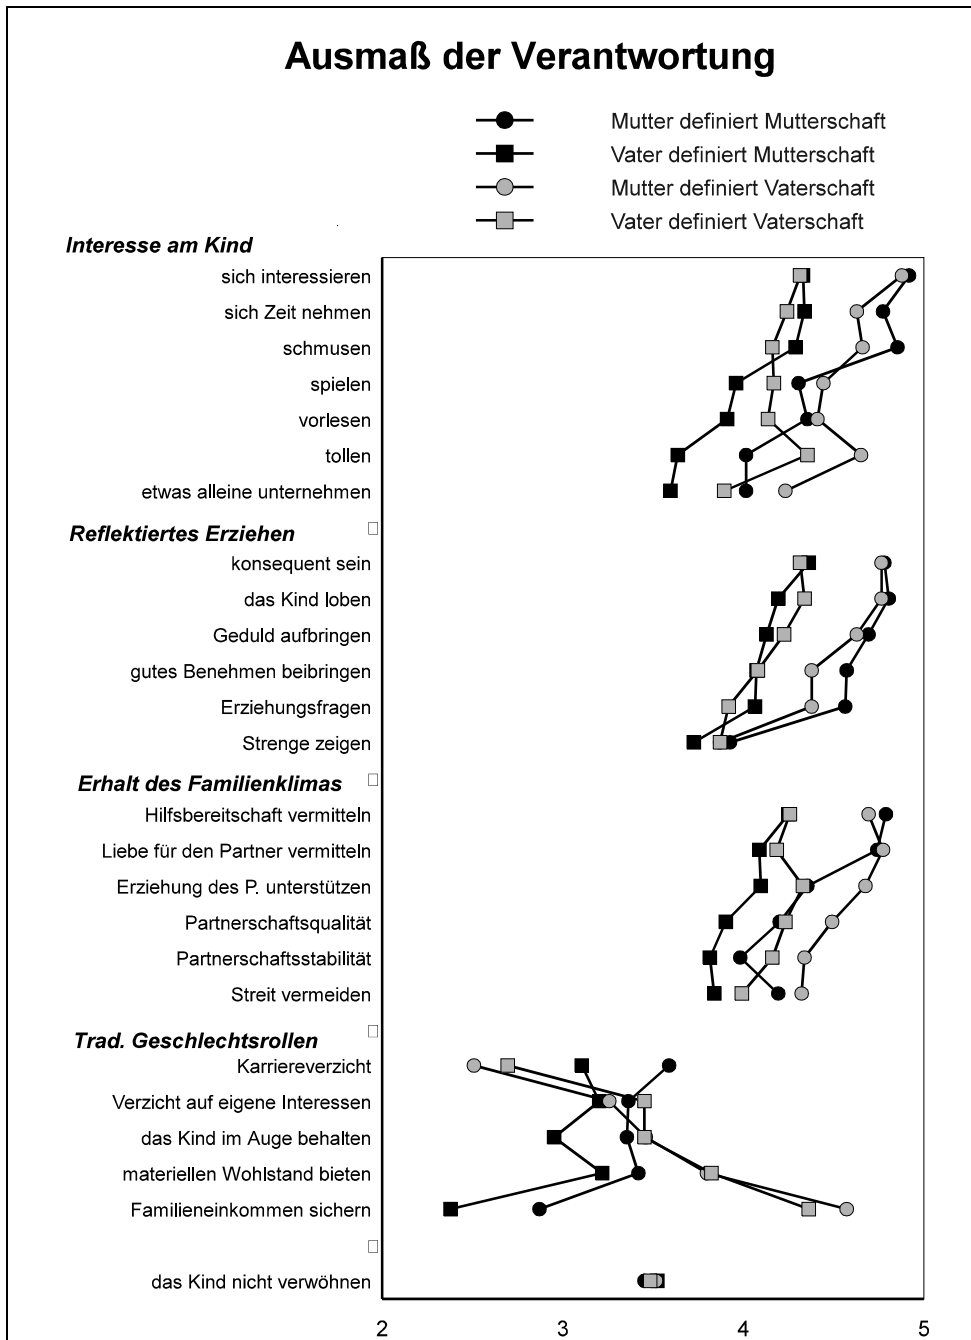 Ausmaß der Verantwortung
Mutter definiert Mutterschaft
Vater definiert Mutterschaft
Mutter definiert Vaterschaft
Vater definiert Vaterschaft
Interesse am Kind
sich interessieren
sich Zeit nehmen
schmusen
spielen
vorlesen
tollen
etwas alleine unternehmen
Reflektiertes Erziehen
konsequent sein
das Kind loben
Geduld aufbringen
gutes Benehmen beibringen
Erziehungsfragen
Strenge zeigen
Erhalt des Familienklimas
Hilfsbereitschaft vermitteln
Liebe für den Partner vermitteln
Erziehung des P. unterstützen
Partnerschaftsqualität
Partnerschaftsstabilität
Streit vermeiden
Trad. Geschlechtsrollen
Karriereverzicht
Verzicht auf eigene Interessen
das Kind im Auge behalten
materiellen Wohlstand bieten
Familieneinkommen sichern
das Kind nicht verwöhnen
2 3 4 5